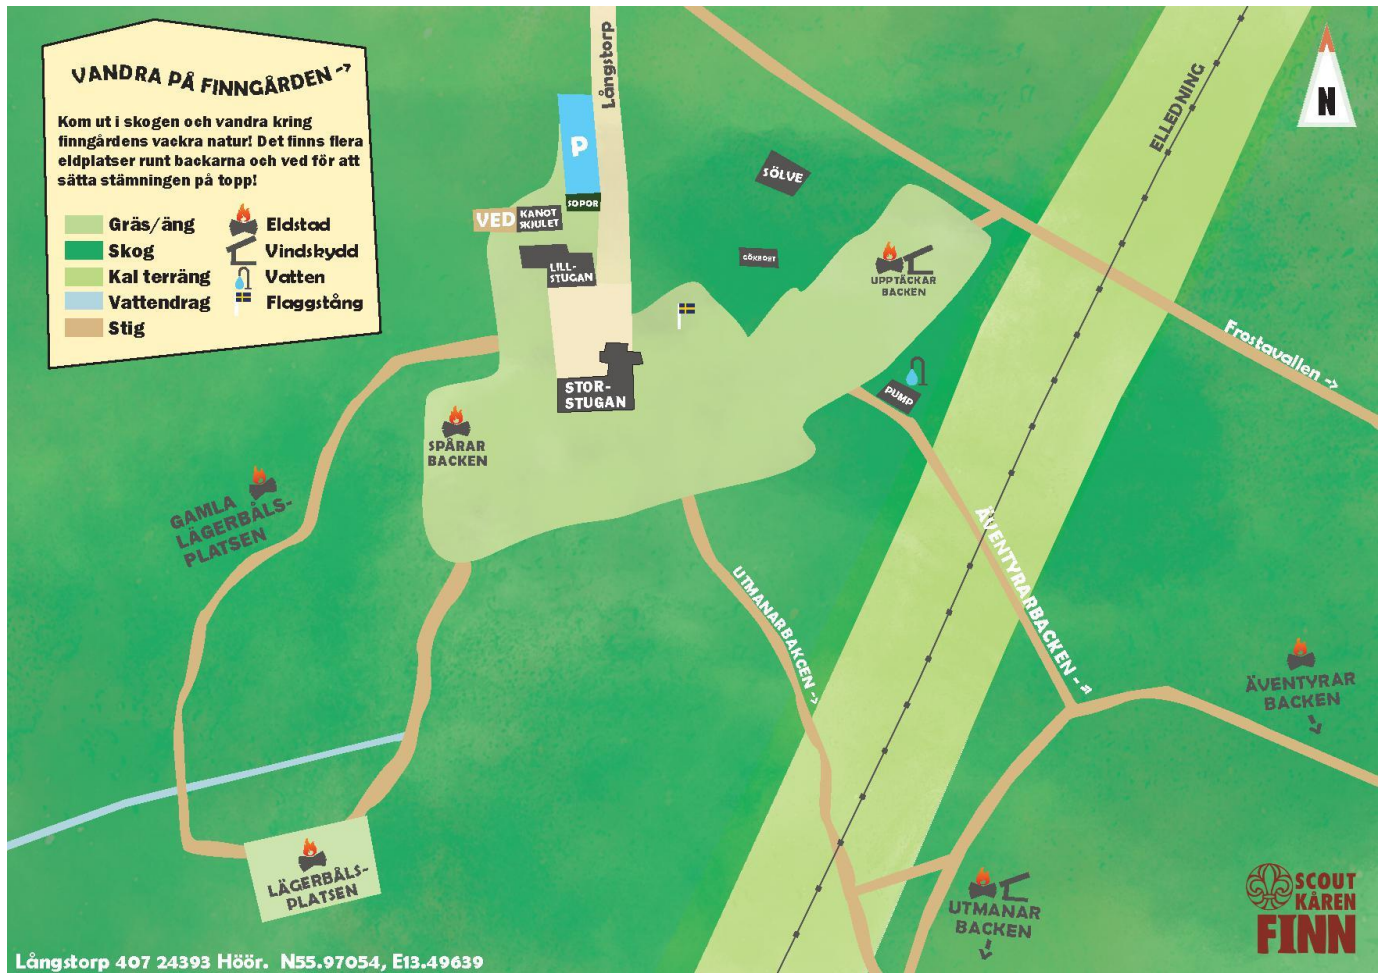 VANDRA PÅ FINNGÅRDEN ->
Kom ut i skogen och vandra kring
finngårdens vackra natur! Det finns flera
eldplatser runt backarna och ved för att
sätta stämningen på topp!
Gräs/äng
Skog
Kal terräng
Vattendrag
Stig
Eldstad
Vindskydd
Vatten
Flaggstång
Långstorp
P
SOPOR
VED
KANOT
SKJULET
LILL-
STUGAN
STOR-
STUGAN
SÖLVE
GÖKBOET
UPPTÄCKAR
BACKEN
ELLEDNING
N
Frostavallen ->
PUMP
SPÅRAR
BACKEN
GAMLA
LÄGERBÅLS-
PLATSEN
UTMANARBAKCEN ->
ÄVENTYRARBACKEN -->
ÄVENTYRAR
BACKEN
LÄGERBÅLS-
PLATSEN
UTMANAR
BACKEN
SCOUT
KÅREN
FINN
Långstorp 407 24393 Höör. N55.97054, E13.49639